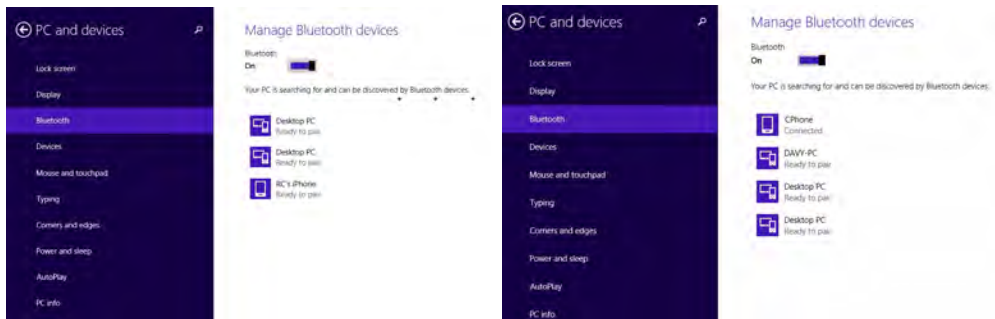 PC and devices
Lock screen
Display
Bluetooth
Devices
Mouse and touchpad
Typing
Corners and edges
Power and sleep
AutoPlay
PC info
Manage Bluetooth devices
Bluetooth
On
Your PC is searching for and can be discovered by Bluetooth devices.
Desktop PC
Ready to pair
Desktop PC
Ready to pair
RC's iPhone
Ready to pair
PC and devices
Lock screen
Display
Bluetooth
Devices
Mouse and touchpad
Typing
Corners and edges
Power and sleep
AutoPlay
PC info
Manage Bluetooth devices
Bluetooth
On
Your PC is searching for and can be discovered by Bluetooth devices.
CPhone
Connected
DAVY-PC
Ready to pair
Desktop PC
Ready to pair
Desktop PC
Ready to pair